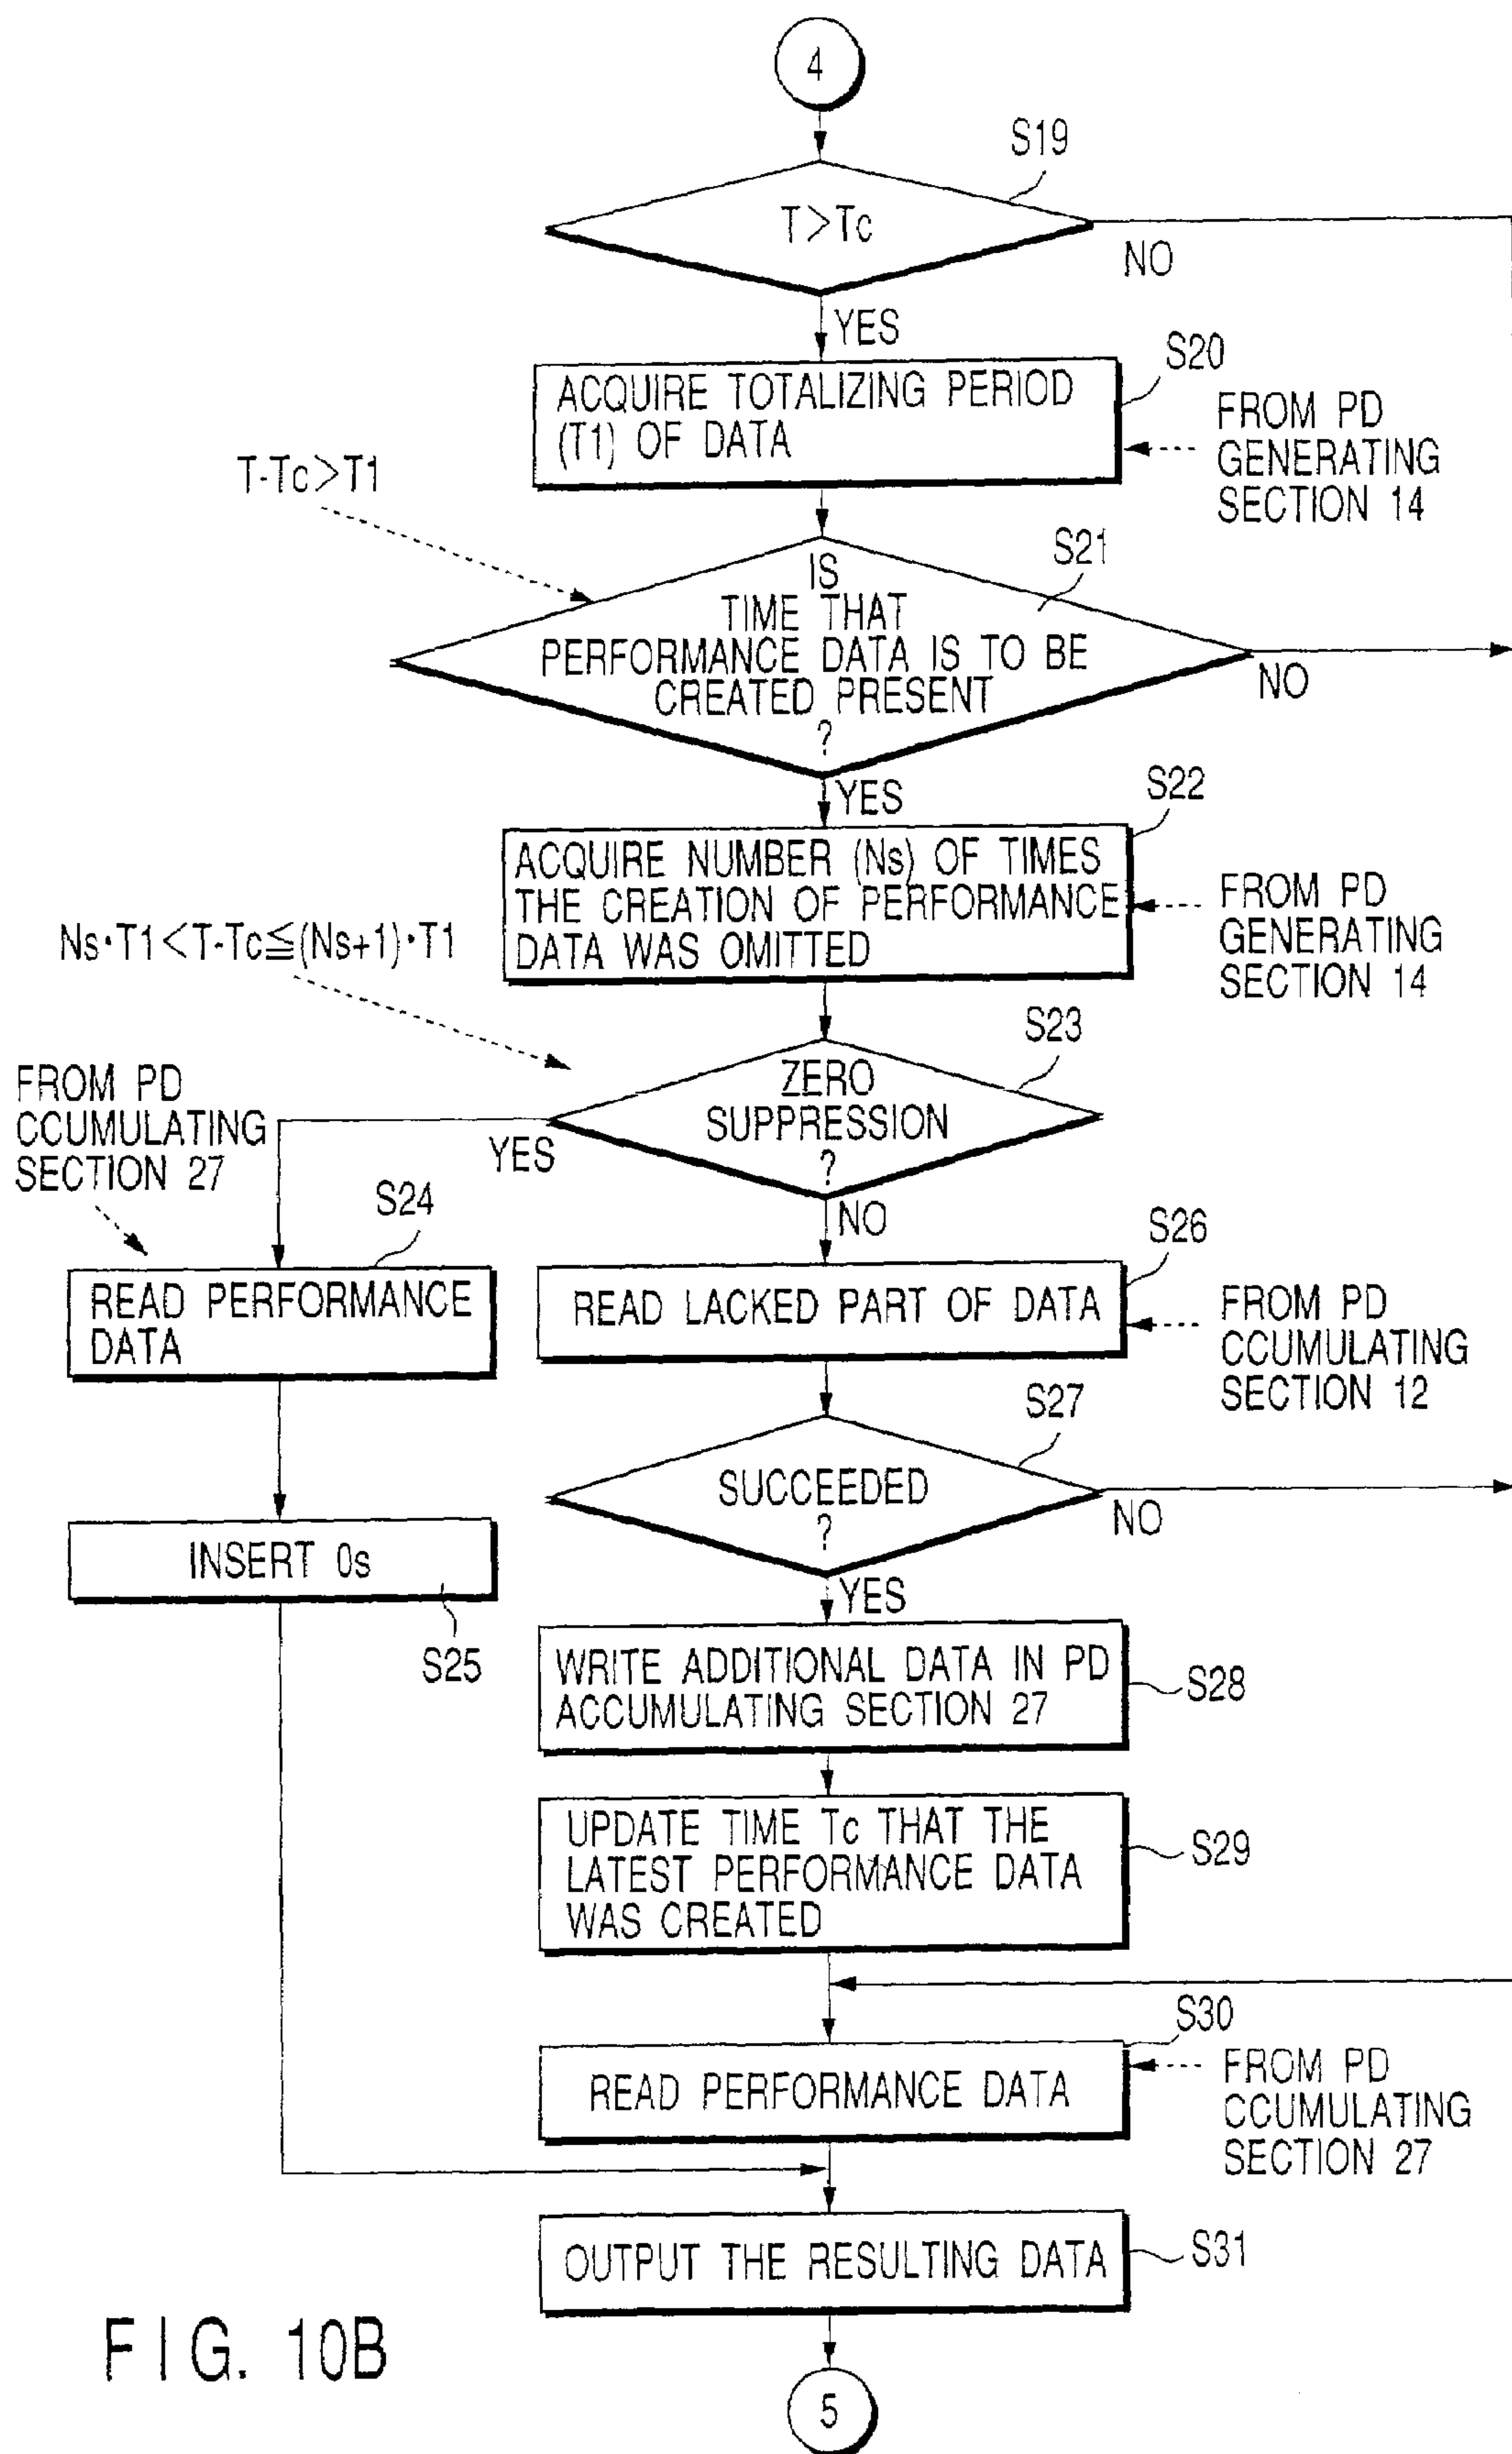 4
S19
T>Tc
NO
YES
S20
ACQUIRE TOTALIZING PERIOD
(T1) OF DATA
FROM PD
GENERATING
SECTION 14
T-Tc>T1
S21
IS
TIME THAT
PERFORMANCE DATA IS TO BE
CREATED PRESENT
?
NO
YES
S22
ACQUIRE NUMBER (Ns) OF TIMES
THE CREATION OF PERFORMANCE
DATA WAS OMITTED
FROM PD
GENERATING
SECTION 14
Ns·T1<T-Tc≦(Ns+1)·T1
S23
ZERO
SUPPRESSION
?
YES
NO
FROM PD
CCUMULATING
SECTION 27
S24
READ PERFORMANCE
DATA
S26
READ LACKED PART OF DATA
FROM PD
CCUMULATING
SECTION 12
S27
SUCCEEDED
?
NO
YES
INSERT 0s
S25
WRITE ADDITIONAL DATA IN PD
ACCUMULATING SECTION 27
S28
UPDATE TIME Tc THAT THE
LATEST PERFORMANCE DATA
WAS CREATED
S29
S30
READ PERFORMANCE DATA
FROM PD
CCUMULATING
SECTION 27
OUTPUT THE RESULTING DATA
S31
5
FIG. 10B